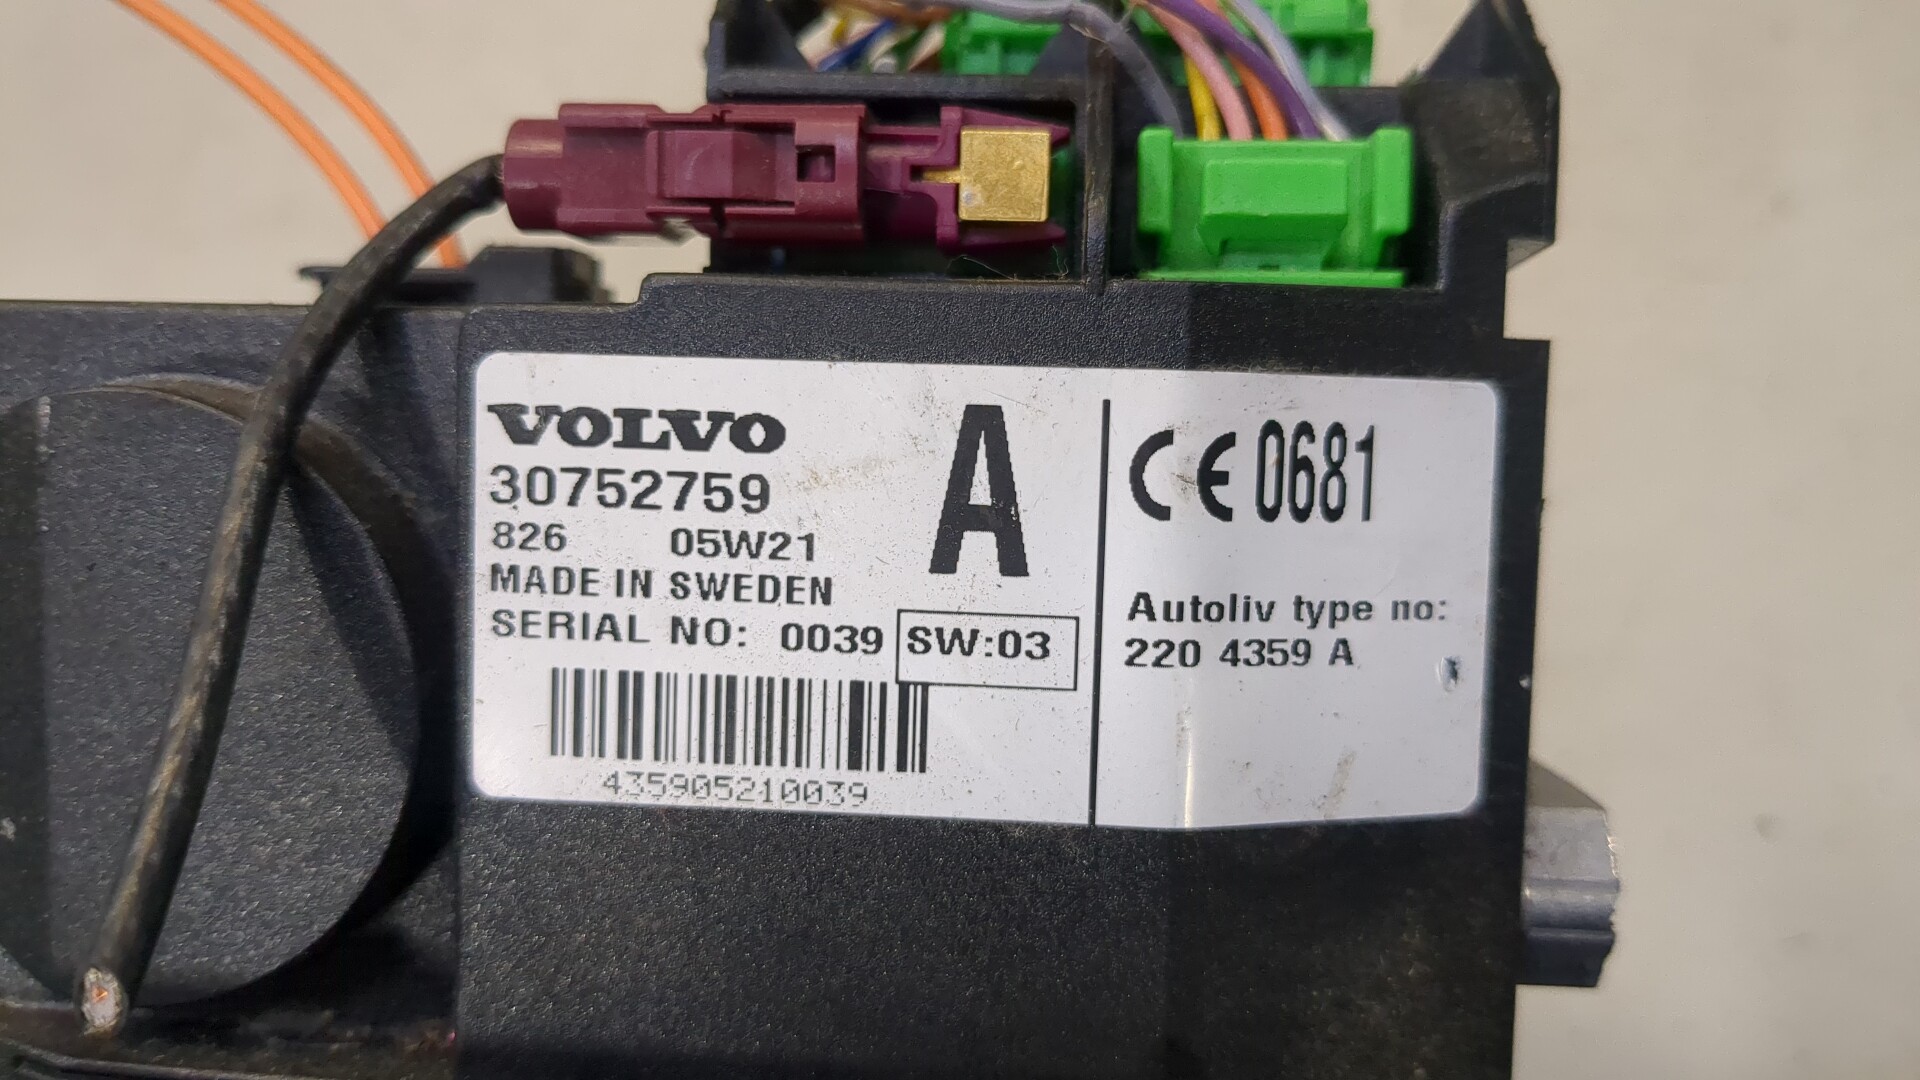 VOLVO
30752759
826 05W21
MADE IN SWEDEN
SERIAL NO: 0039
SW:03
435905210039
A
CE 0681
Autoliv type no:
220 4359 A